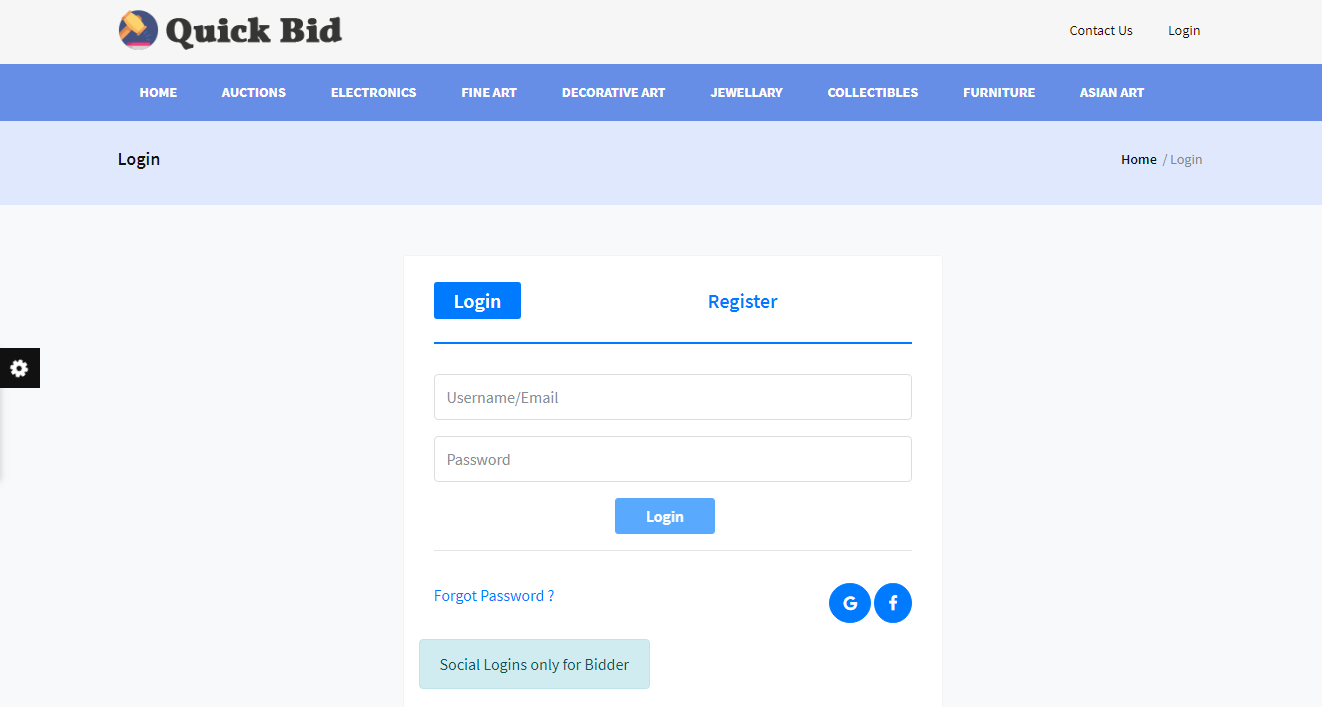 Quick Bid
Contact Us Login
HOME AUCTIONS ELECTRONICS FINE ART DECORATIVE ART JEWELLARY COLLECTIBLES FURNITURE ASIAN ART
Login
Home / Login
Login Register
Username/Email
Password
Login
Forgot Password ?
G f
Social Logins only for Bidder